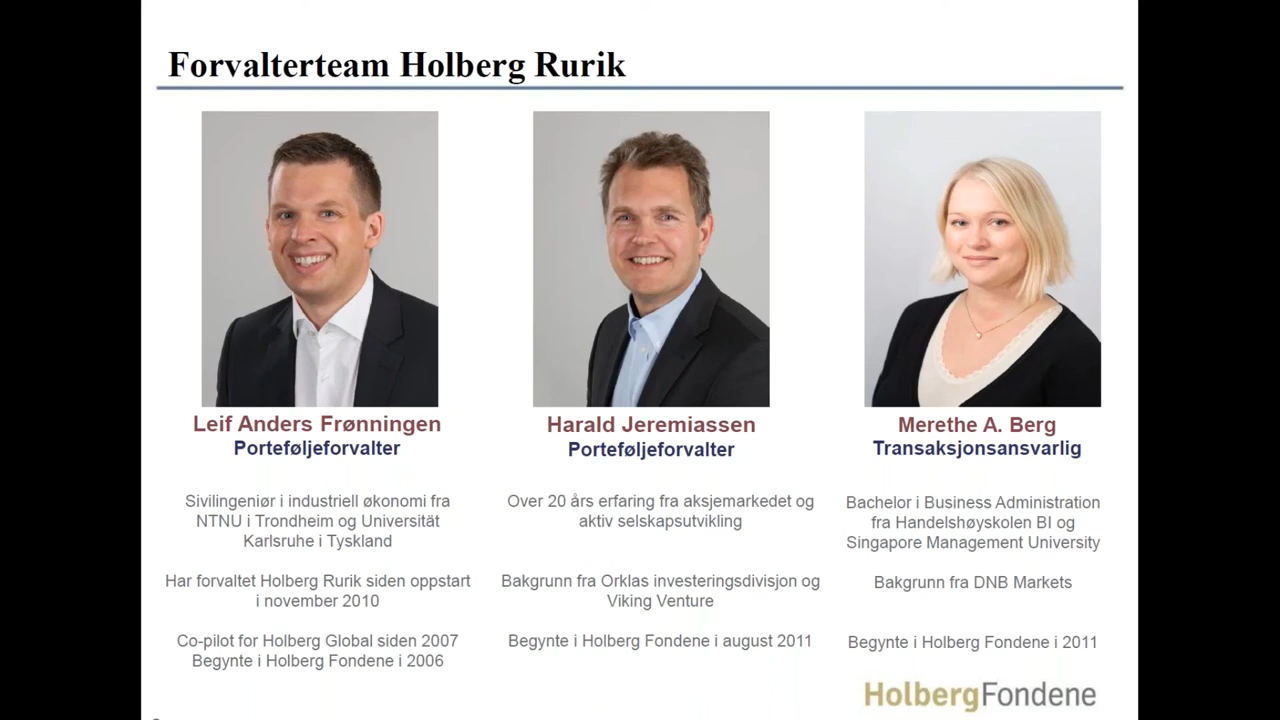 Forvalterteam Holberg Rurik
Leif Anders Frønningen
Porteføljeforvalter
Sivilingeniør i industriell økonomi fra
NTNU i Trondheim og Universität
Karlsruhe i Tyskland
Har forvaltet Holberg Rurik siden oppstart
i november 2010
Co-pilot for Holberg Global siden 2007
Begynte i Holberg Fondene i 2006
Harald Jeremiassen
Porteføljeforvalter
Over 20 års erfaring fra aksjemarkedet og
aktiv selskapsutvikling
Bakgrunn fra Orklas investeringsdivisjon og
Viking Venture
Begynte i Holberg Fondene i august 2011
Merethe A. Berg
Transaksjonsansvarlig
Bachelor i Business Administration
fra Handelshøyskolen BI og
Singapore Management University
Bakgrunn fra DNB Markets
Begynte i Holberg Fondene i 2011
HolbergFondene